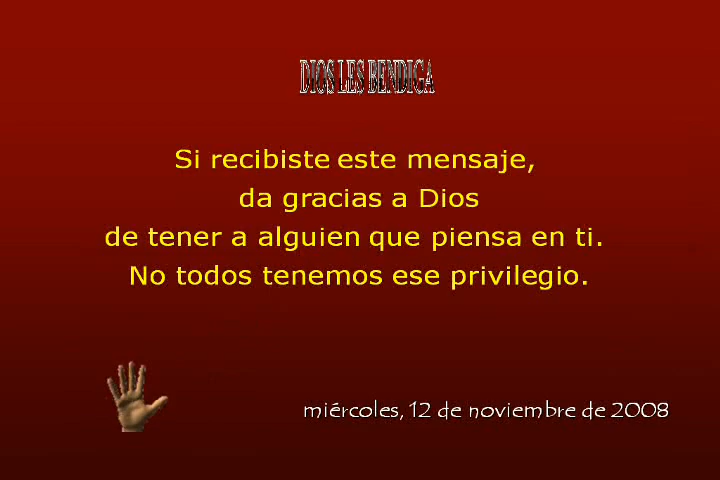 DIOS LES BENDIGA
Si recibiste este mensaje,
da gracias a Dios
de tener a alguien que piensa en ti.
No todos tenemos ese privilegio.
miércoles, 12 de noviembre de 2008